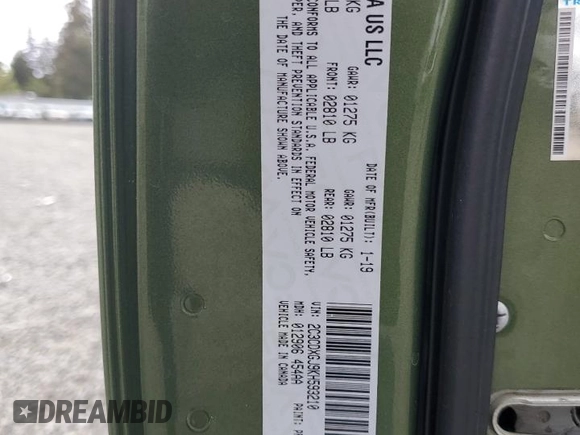 A US LLC
DATE OF MFR(BUILT): 1-19
GAWR: 01275 KG
GAWR: 01275 KG
KG
FRONT: 02810 LB
REAR: 02810 LB
LB
CONFORMS TO ALL APPLICABLE U.S.A. FEDERAL MOTOR VEHICLE SAFETY,
PER, AND THEFT PREVENTION STANDARDS IN EFFECT ON
THE DATE OF MANUFACTURE SHOWN ABOVE.
VIN: 2C3CDXGJ9KH593210
MDH: 012906 454AA
VEHICLE MADE IN CANADA
PAINT:
DREAMBID